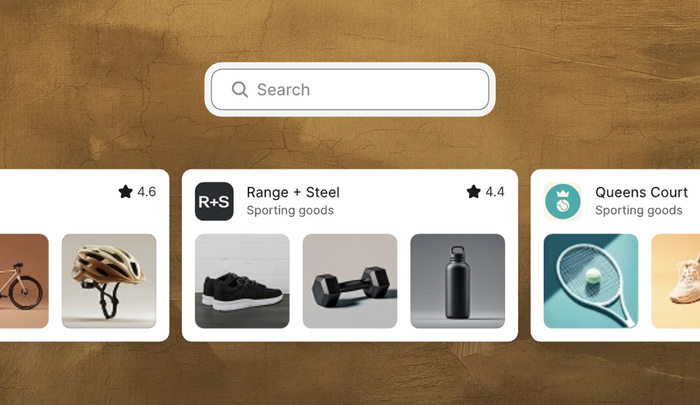 Search
4.6
R+S
Range + Steel
Sporting goods
4.4
Queens Court
Sporting goods